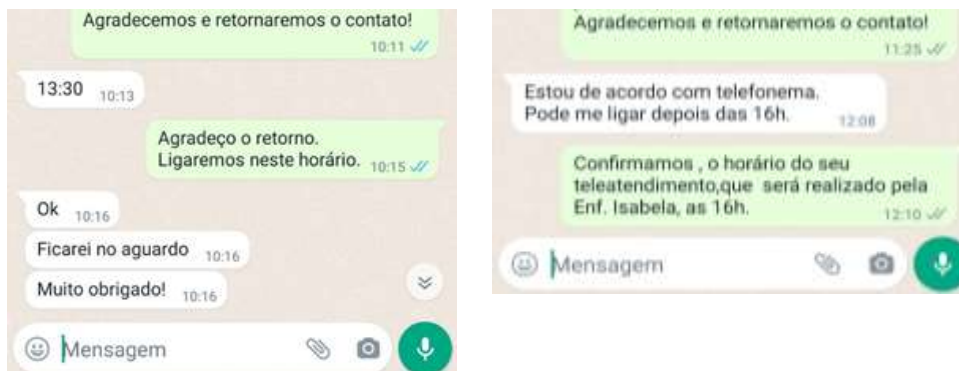 Agradecemos e retornaremos o contato!
10:11
13:30 10:13
Agradeço o retorno.
Ligaremos neste horário. 10:15
Ok 10:16
Ficarei no aguardo 10:16
Muito obrigado! 10:16
Mensagem
Agradecemos e retornaremos o contato!
11:25
Estou de acordo com telefonema.
Pode me ligar depois das 16h. 12:08
Confirmamos , o horário do seu
teleatendimento,que será realizado pela
Enf. Isabela, as 16h. 12:10
Mensagem